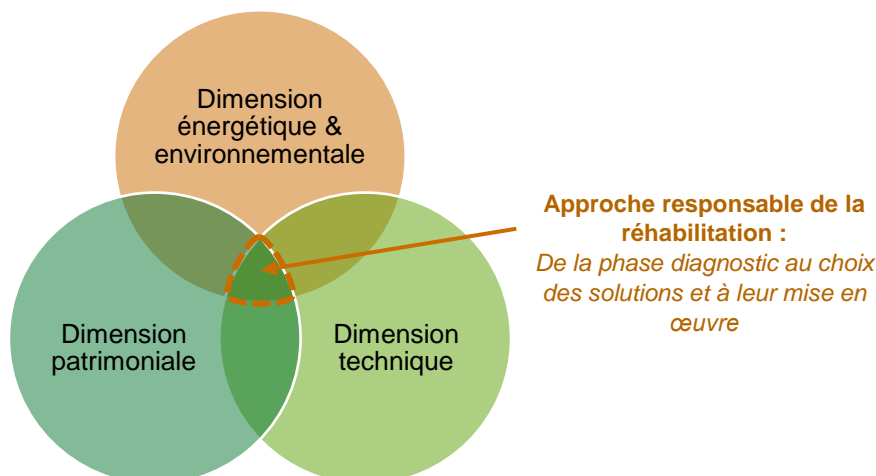 Dimension
énergétique &
environnementale
Approche responsable de la
réhabilitation :
De la phase diagnostic au choix
des solutions et à leur mise en
œuvre
Dimension
patrimoniale
Dimension
technique